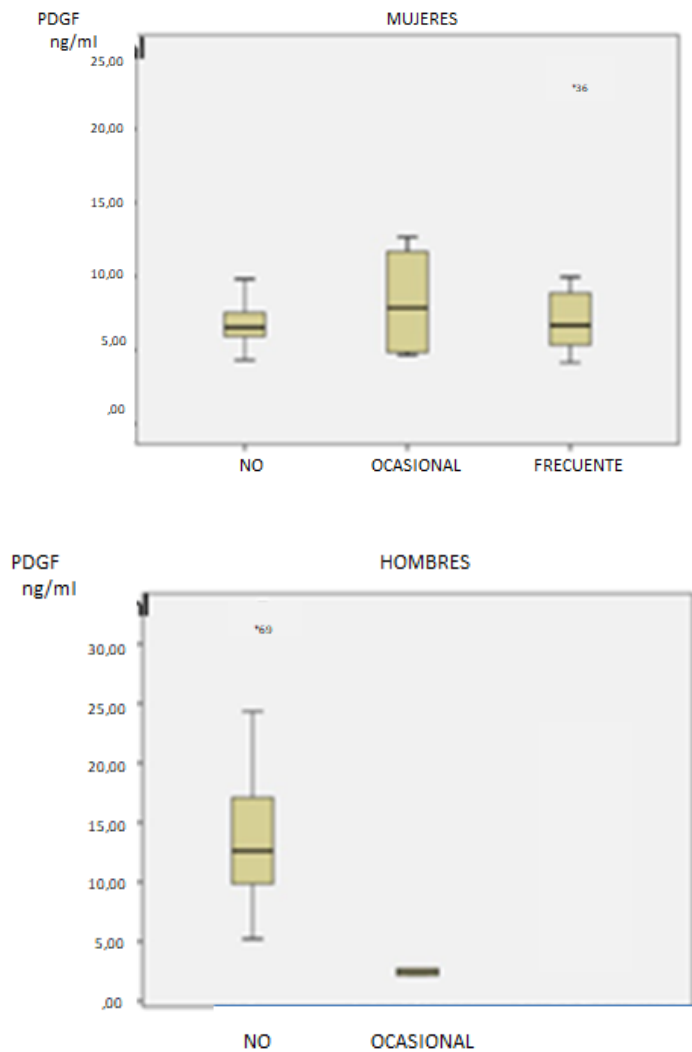 PDGF
ng/ml
MUJERES
25,00
20,00
15,00
10,00
5,00
,00
*36
NO
OCASIONAL
FRECUENTE
PDGF
ng/ml
HOMBRES
30,00
25,00
20,00
15,00
10,00
5,00
,00
*69
NO
OCASIONAL